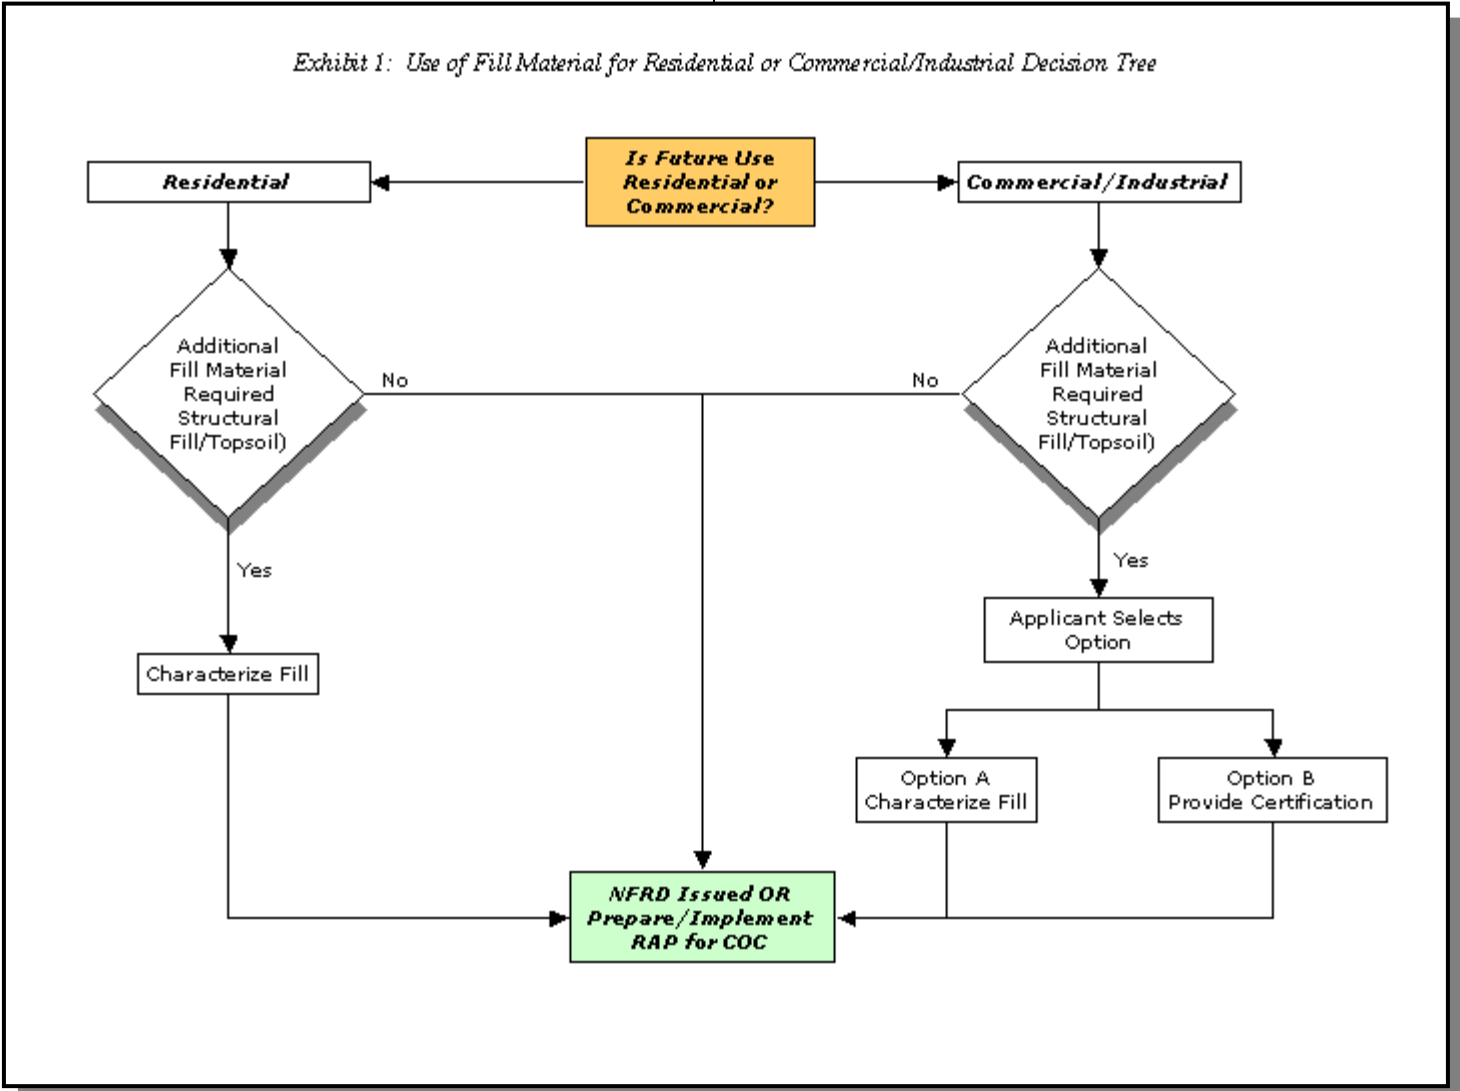 Exhibit 1: Use of Fill Material for Residential or Commercial/Industrial Decision Tree
Is Future Use
Residential or
Commercial?
Residential
Commercial/Industrial
Additional
Fill Material
Required
Structural
Fill/Topsoil)
No
No
Additional
Fill Material
Required
Structural
Fill/Topsoil)
Yes
Yes
Applicant Selects
Option
Characterize Fill
Option A
Characterize Fill
Option B
Provide Certification
NFRD Issued OR
Prepare/Implement
RAP for COC